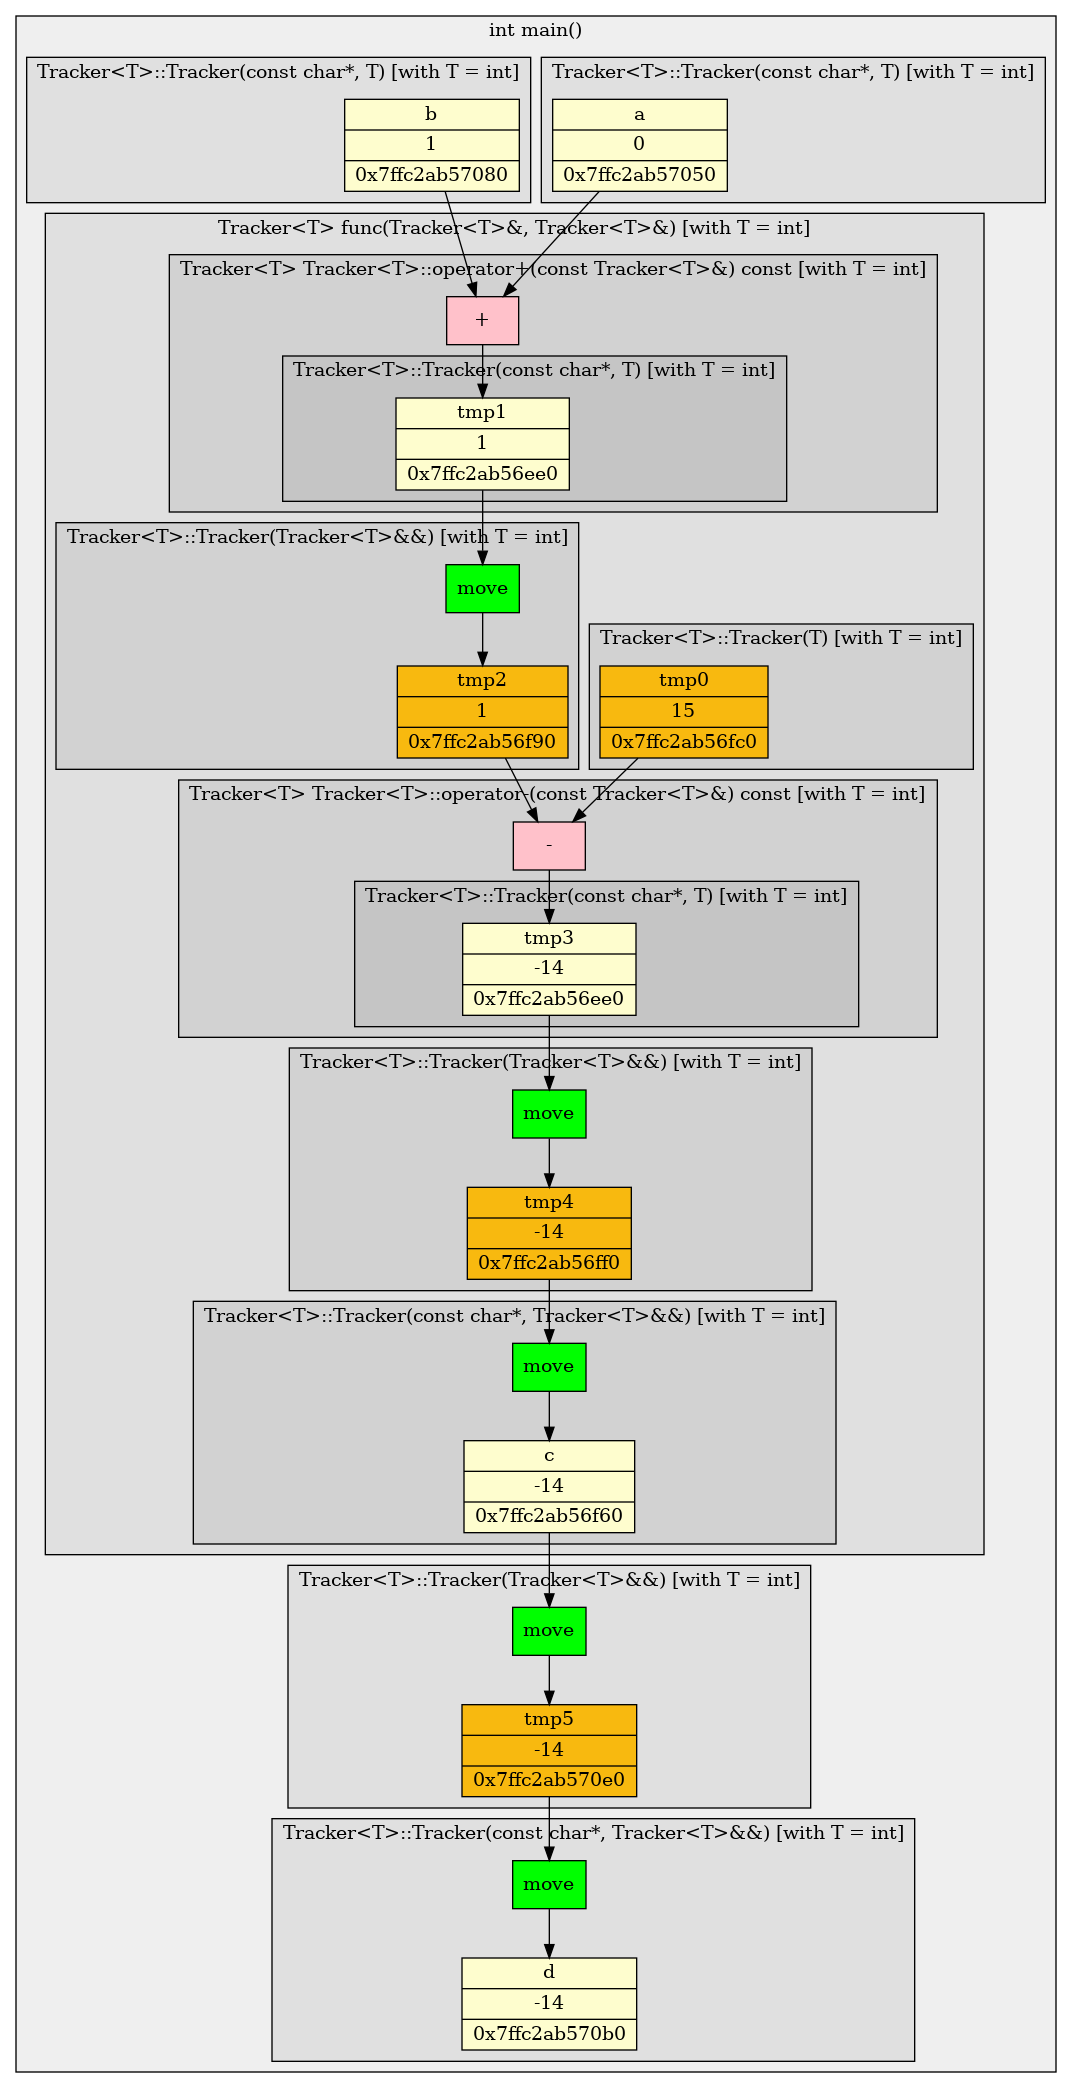 int main()
Tracker<T>::Tracker(const char*, T) [with T = int]
b
1
0x7ffc2ab57080
Tracker<T>::Tracker(const char*, T) [with T = int]
a
0
0x7ffc2ab57050
Tracker<T> func(Tracker<T>&, Tracker<T>&) [with T = int]
Tracker<T> Tracker<T>::operator+(const Tracker<T>&) const [with T = int]
+
Tracker<T>::Tracker(const char*, T) [with T = int]
tmp1
1
0x7ffc2ab56ee0
Tracker<T>::Tracker(Tracker<T>&&) [with T = int]
move
tmp2
1
0x7ffc2ab56f90
Tracker<T>::Tracker(T) [with T = int]
tmp0
15
0x7ffc2ab56fc0
Tracker<T> Tracker<T>::operator-(const Tracker<T>&) const [with T = int]
-
Tracker<T>::Tracker(const char*, T) [with T = int]
tmp3
-14
0x7ffc2ab56ee0
Tracker<T>::Tracker(Tracker<T>&&) [with T = int]
move
tmp4
-14
0x7ffc2ab56ff0
Tracker<T>::Tracker(const char*, Tracker<T>&&) [with T = int]
move
c
-14
0x7ffc2ab56f60
Tracker<T>::Tracker(Tracker<T>&&) [with T = int]
move
tmp5
-14
0x7ffc2ab570e0
Tracker<T>::Tracker(const char*, Tracker<T>&&) [with T = int]
move
d
-14
0x7ffc2ab570b0